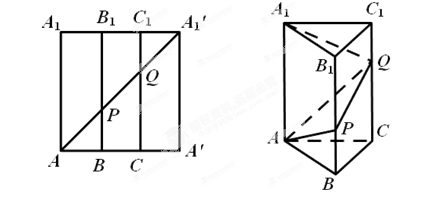 A₁ B₁ C₁ A₁′
Q
P
A B C A′
A₁ C₁
B₁ Q
P
A C
B